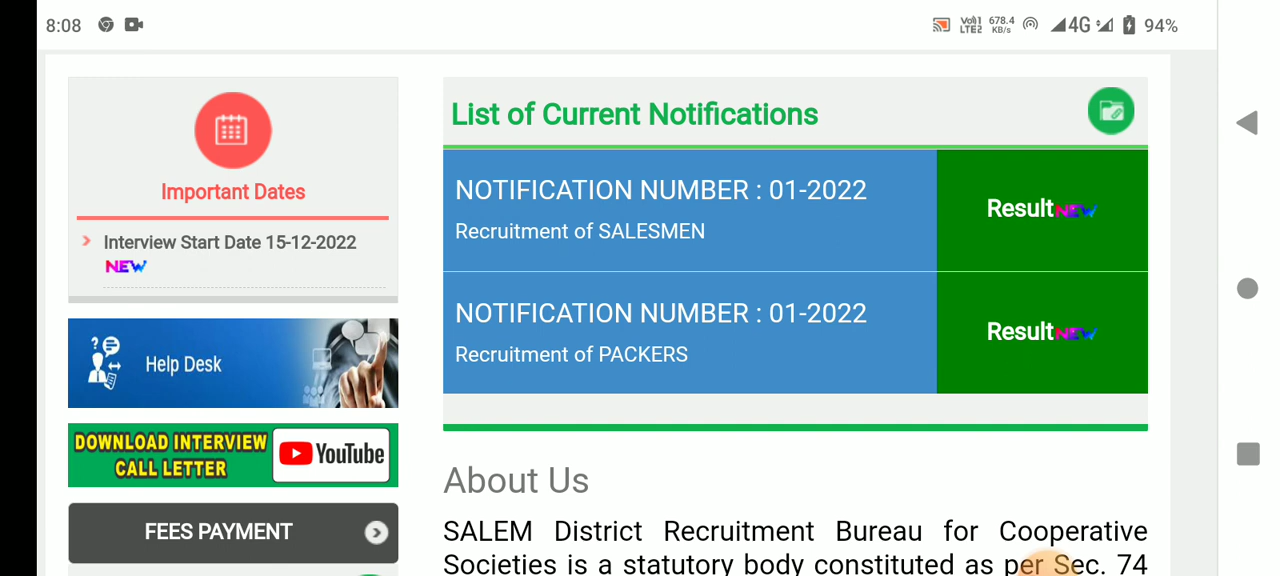 8:08
Vo)) 1
LTE2
678.4
KB/s
4G
94%
Important Dates
Interview Start Date 15-12-2022
NEW
Help Desk
DOWNLOAD INTERVIEW
CALL LETTER
YouTube
FEES PAYMENT
List of Current Notifications
NOTIFICATION NUMBER : 01-2022
Recruitment of SALESMEN
Result NEW
NOTIFICATION NUMBER : 01-2022
Recruitment of PACKERS
Result NEW
About Us
SALEM District Recruitment Bureau for Cooperative
Societies is a statutory body constituted as per Sec. 74